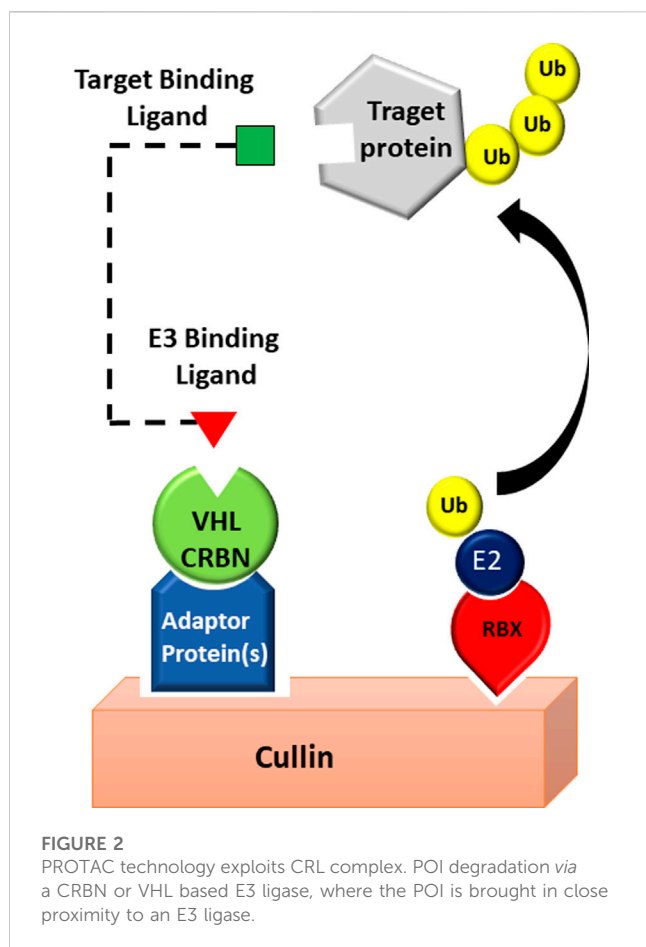 Target Binding
Ligand
Traget
protein
Ub
Ub
Ub
E3 Binding
Ligand
VHL
CRBN
Adaptor
Protein(s)
Ub
E2
RBX
Cullin
FIGURE 2
PROTAC technology exploits CRL complex. POI degradation via
a CRBN or VHL based E3 ligase, where the POI is brought in close
proximity to an E3 ligase.